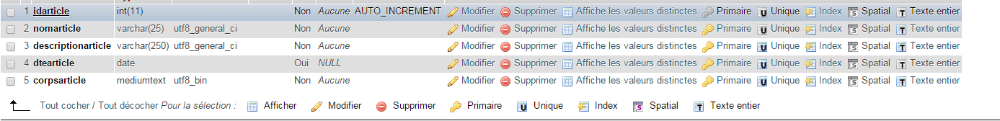 1 idarticle int(11) Non Aucune AUTO_INCREMENT Modifier Supprimer Affiche les valeurs distinctes Primaire Unique Index Spatial Texte entier
2 nomarticle varchar(25) utf8_general_ci Non Aucune Modifier Supprimer Affiche les valeurs distinctes Primaire Unique Index Spatial Texte entier
3 descriptionarticle varchar(250) utf8_general_ci Non Aucune Modifier Supprimer Affiche les valeurs distinctes Primaire Unique Index Spatial Texte entier
4 dtearticle date Oui NULL Modifier Supprimer Affiche les valeurs distinctes Primaire Unique Index Spatial Texte entier
5 corpsarticle mediumtext utf8_bin Non Aucune Modifier Supprimer Affiche les valeurs distinctes Primaire Unique Index Spatial Texte entier
Tout cocher / Tout décocher Pour la sélection : Afficher Modifier Supprimer Primaire Unique Index Spatial Texte entier